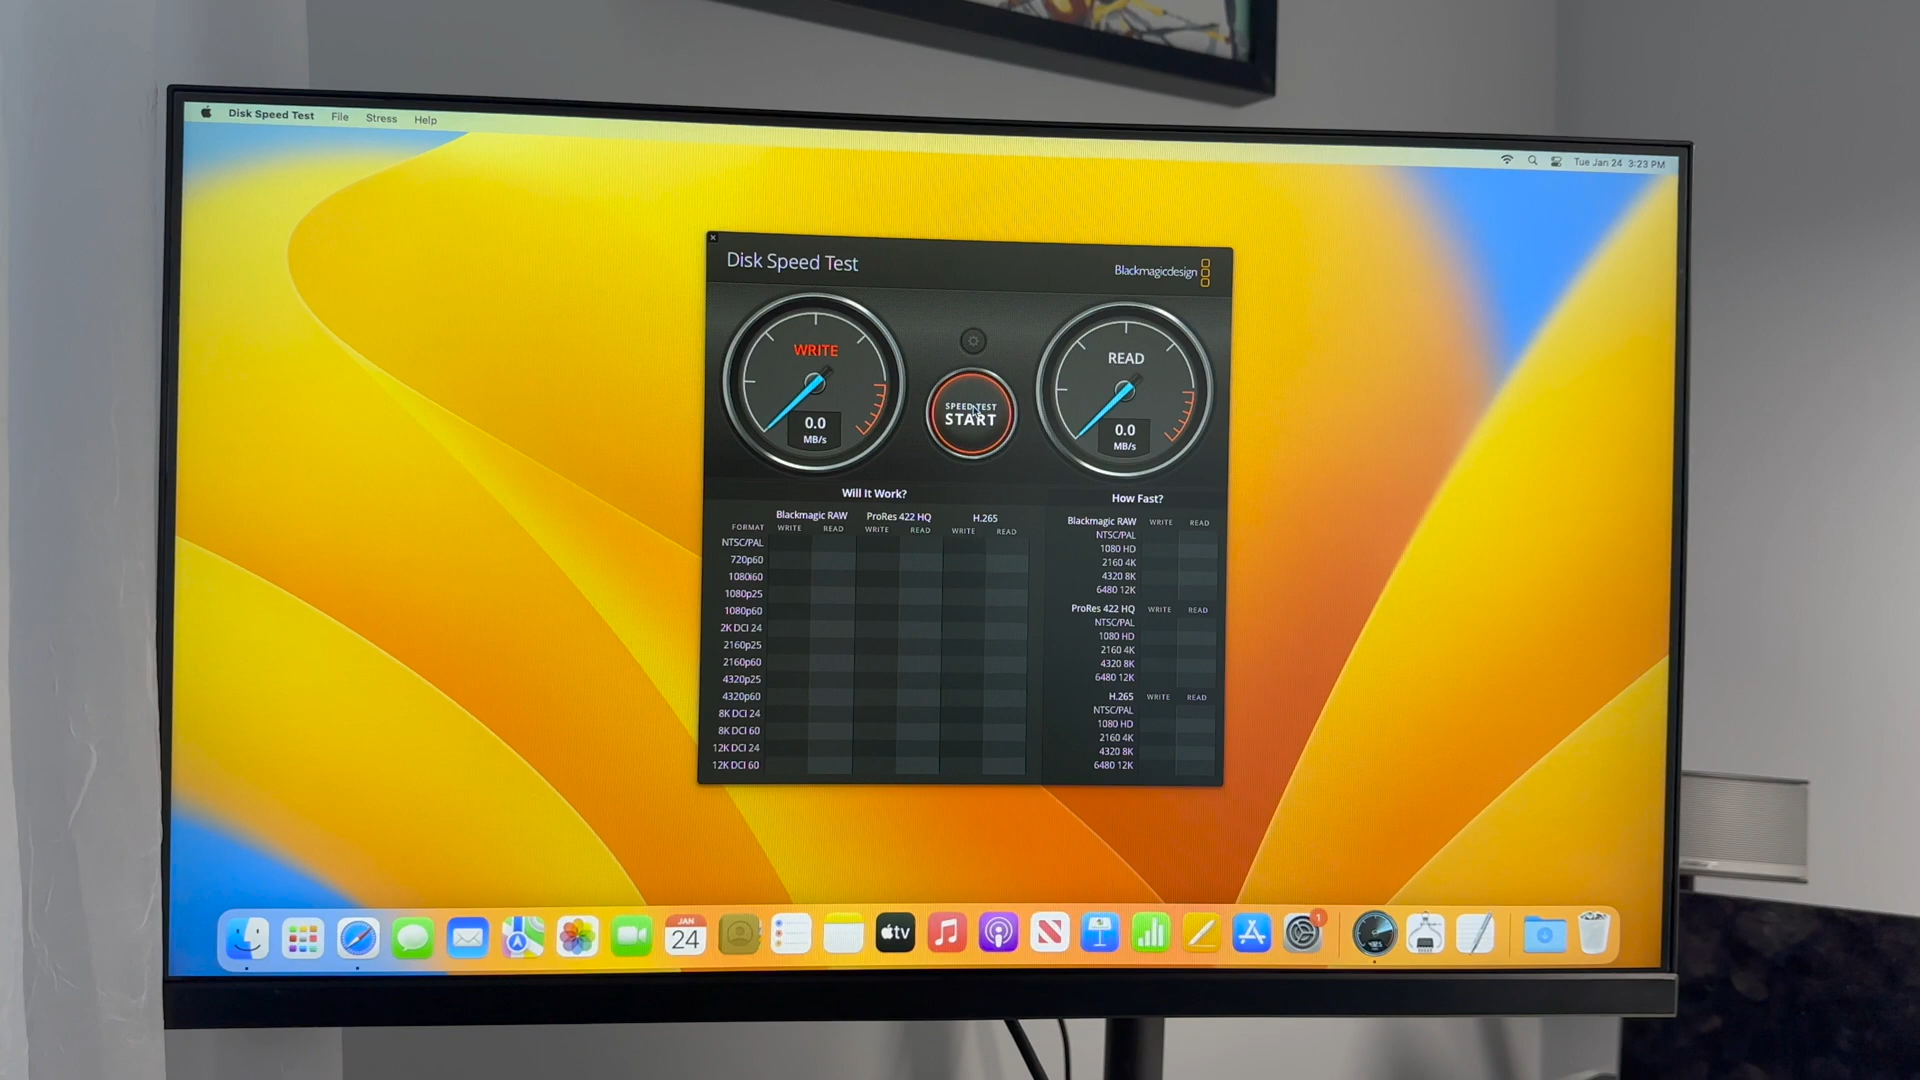 Disk Speed Test File Stress Help
Tue Jan 24 3:23 PM
Disk Speed Test
Blackmagicdesign
WRITE
0.0
MB/s
SPEED TEST
START
READ
0.0
MB/s
Will It Work?
Blackmagic RAW ProRes 422 HQ H.265
FORMAT WRITE READ WRITE READ WRITE READ
NTSC/PAL
720p60
1080i60
1080p25
1080p60
2K DCI 24
2160p25
2160p60
4320p25
4320p60
8K DCI 24
8K DCI 60
12K DCI 24
12K DCI 60
How Fast?
Blackmagic RAW WRITE READ
NTSC/PAL
1080 HD
2160 4K
4320 8K
6480 12K
ProRes 422 HQ WRITE READ
NTSC/PAL
1080 HD
2160 4K
4320 8K
6480 12K
H.265 WRITE READ
NTSC/PAL
1080 HD
2160 4K
4320 8K
6480 12K
JAN
24
tv
1